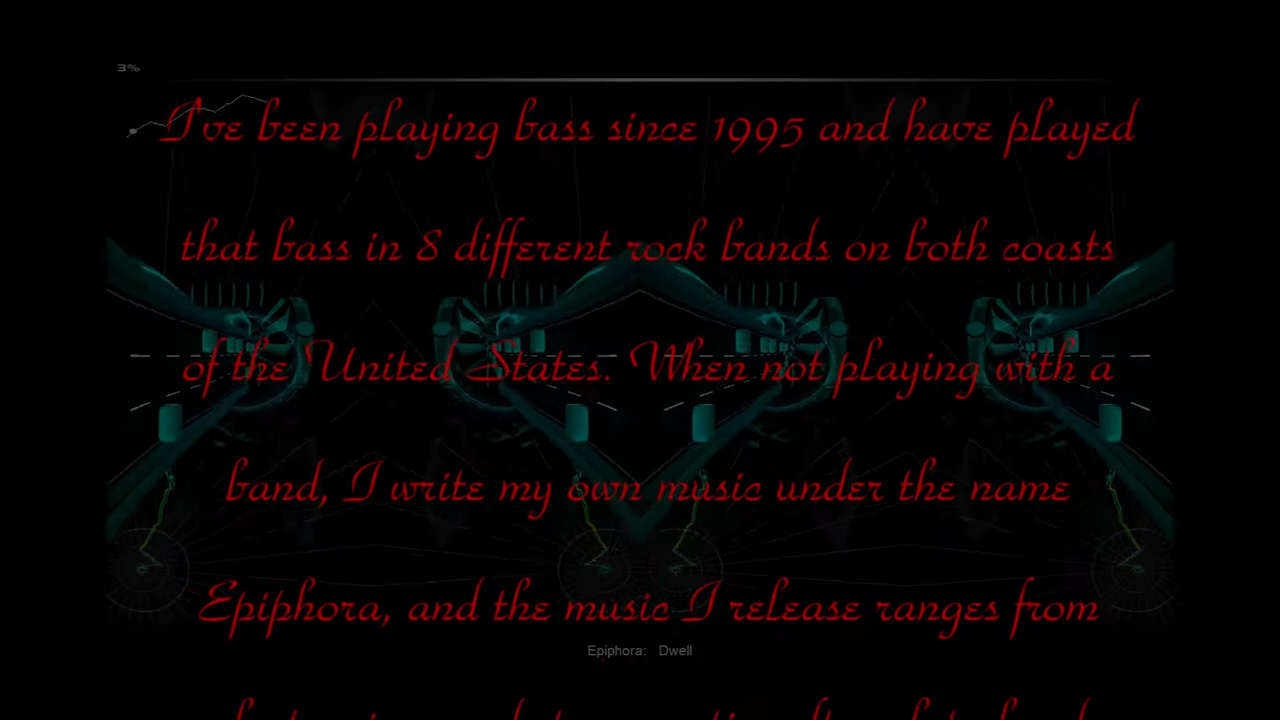 3%
I've been playing bass since 1995 and have played
that bass in 8 different rock bands on both coasts
of the United States. When not playing with a
band, I write my own music under the name
Epiphora, and the music I release ranges from
Epiphora: Dwell